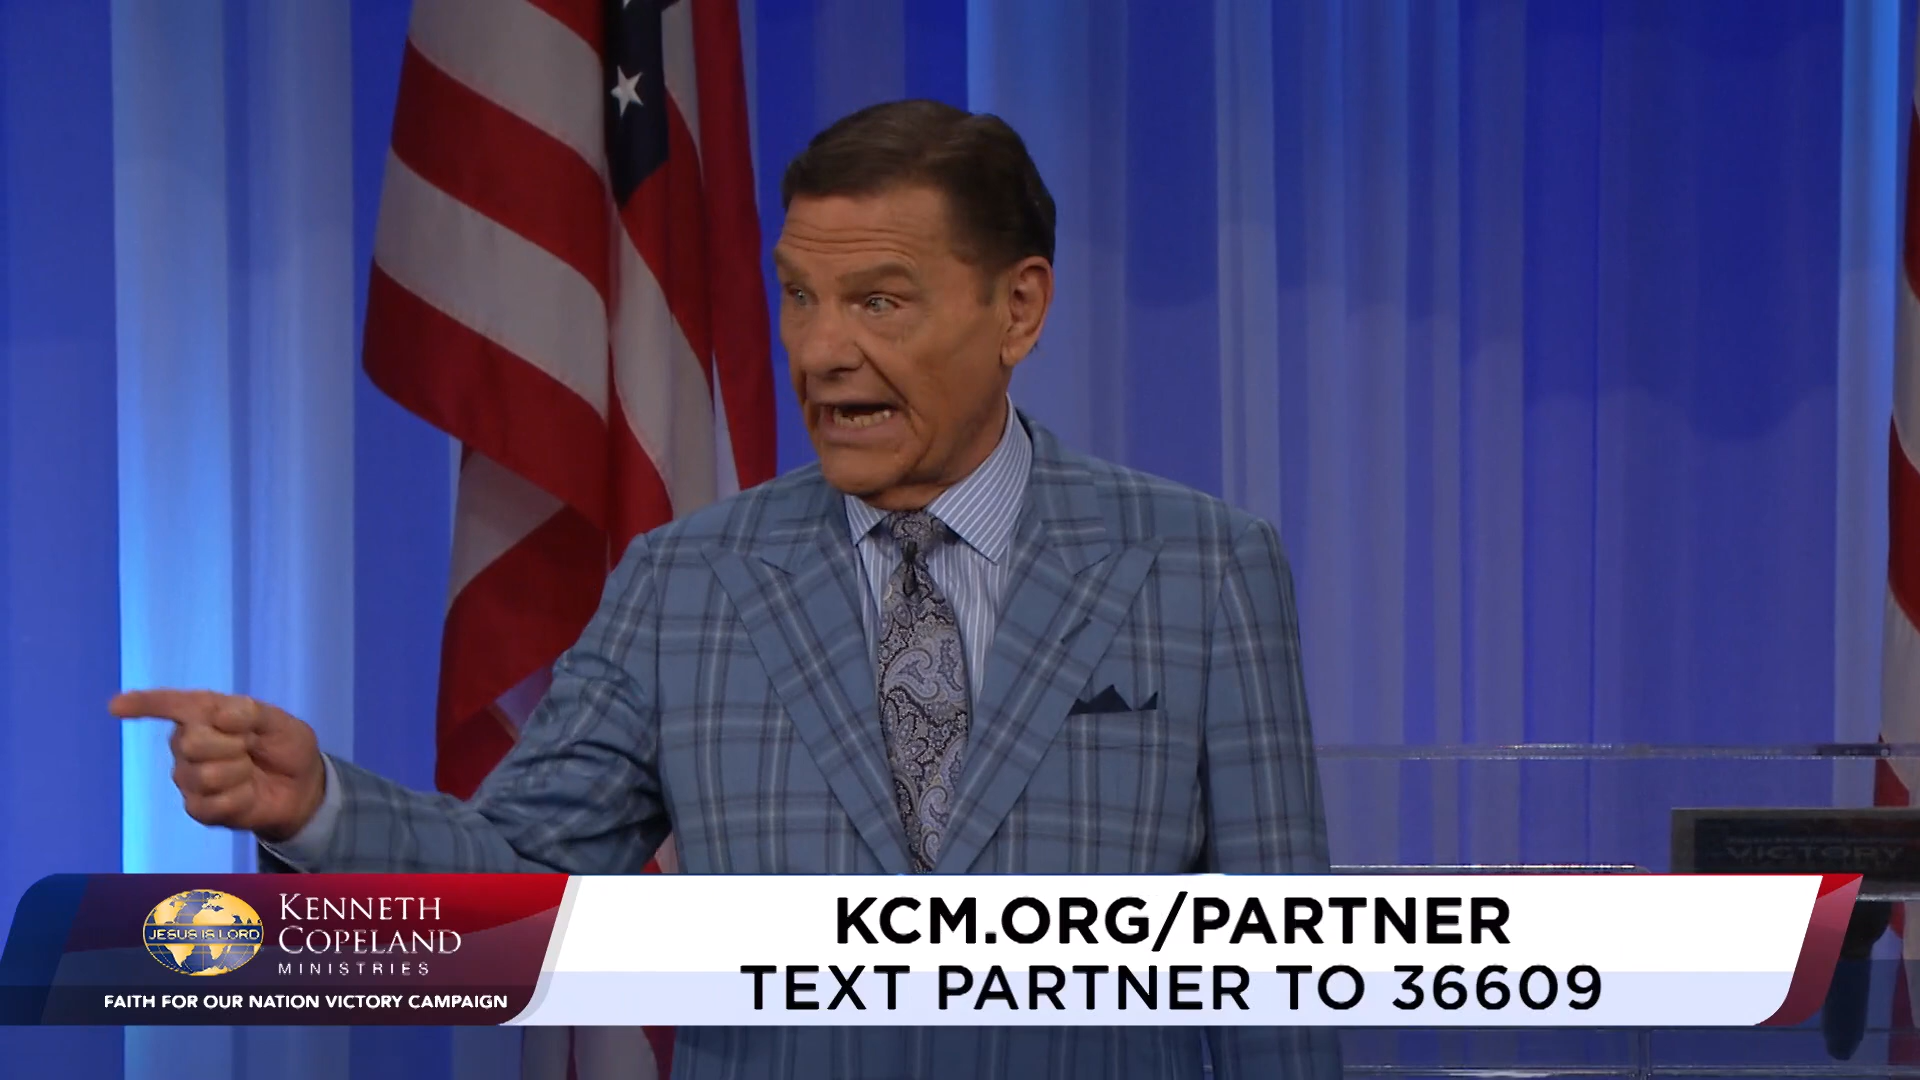 VICTORY
JESUS IS LORD
KENNETH
COPELAND
MINISTRIES
FAITH FOR OUR NATION VICTORY CAMPAIGN
KCM.ORG/PARTNER
TEXT PARTNER TO 36609